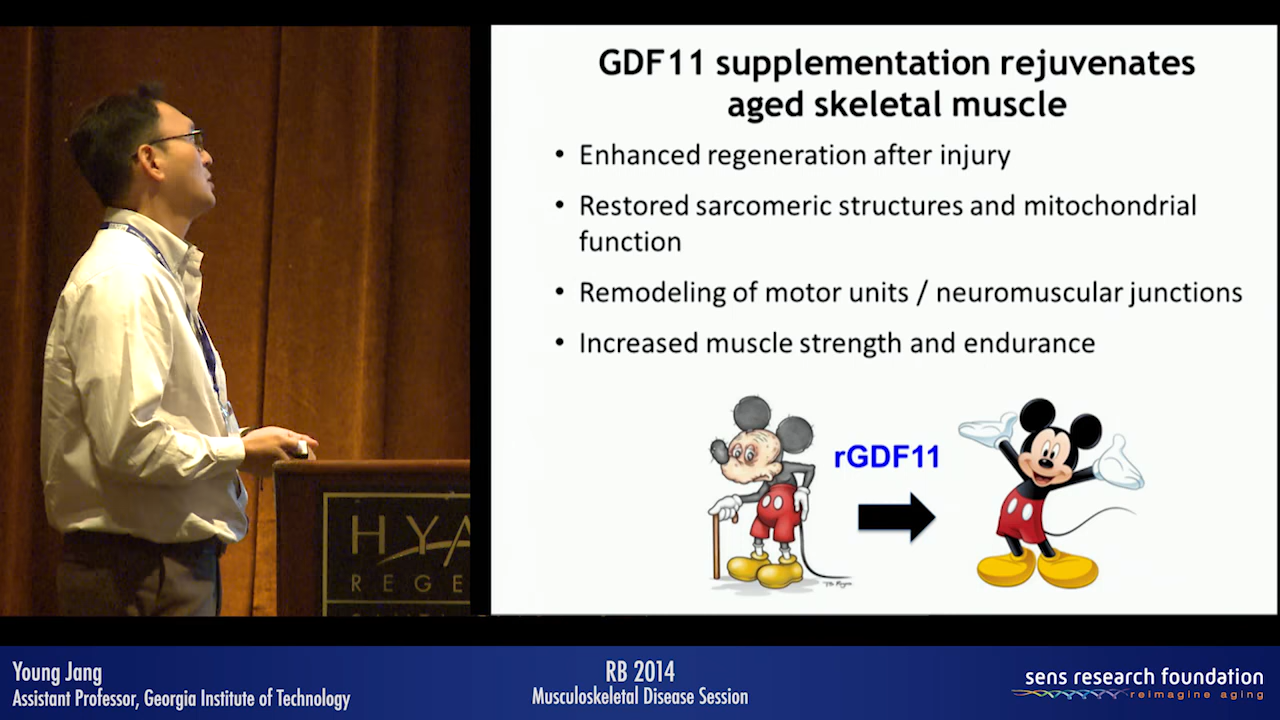 GDF11 supplementation rejuvenates
aged skeletal muscle
• Enhanced regeneration after injury
• Restored sarcomeric structures and mitochondrial
function
• Remodeling of motor units / neuromuscular junctions
• Increased muscle strength and endurance
rGDF11
HYA
REGE
Young Jang
Assistant Professor, Georgia Institute of Technology
RB 2014
Musculoskeletal Disease Session
sens research foundation
reimagine aging